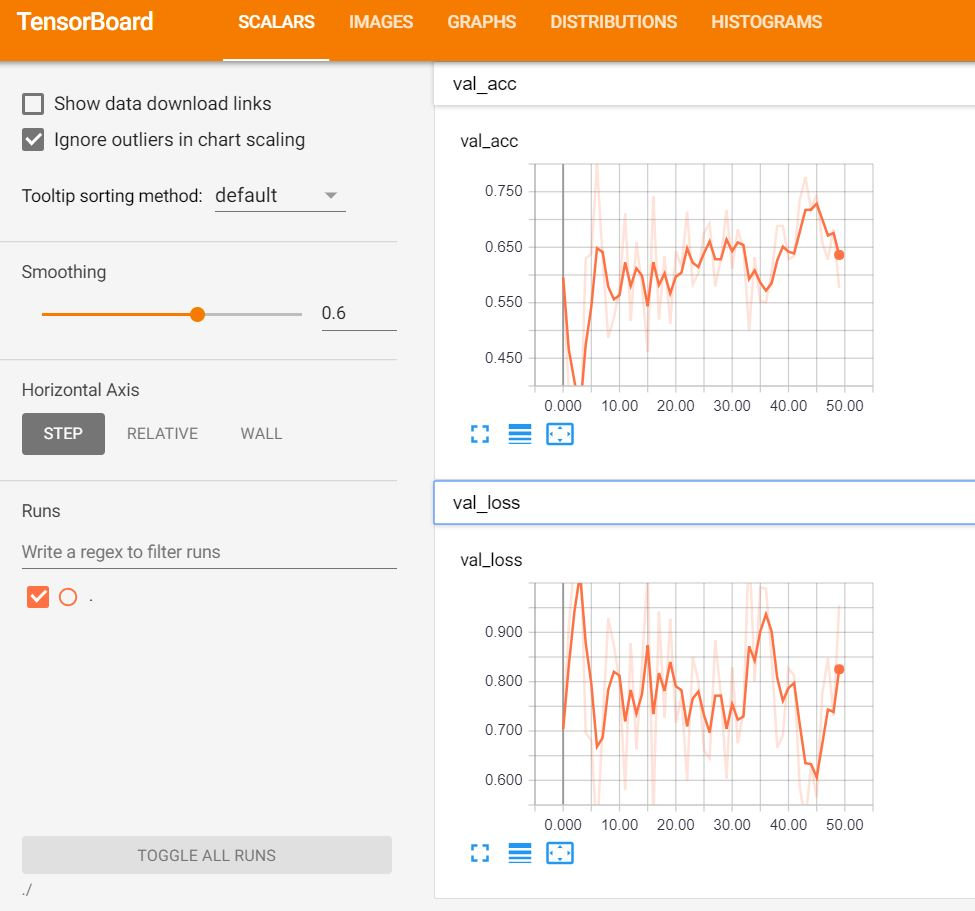 TensorBoard SCALARS IMAGES GRAPHS DISTRIBUTIONS HISTOGRAMS
Show data download links
Ignore outliers in chart scaling
Tooltip sorting method: default
Smoothing
0.6
Horizontal Axis
STEP RELATIVE WALL
Runs
Write a regex to filter runs
.
TOGGLE ALL RUNS
./
val_acc
val_acc
0.750
0.650
0.550
0.450
0.000 10.00 20.00 30.00 40.00 50.00
val_loss
val_loss
0.900
0.800
0.700
0.600
0.000 10.00 20.00 30.00 40.00 50.00